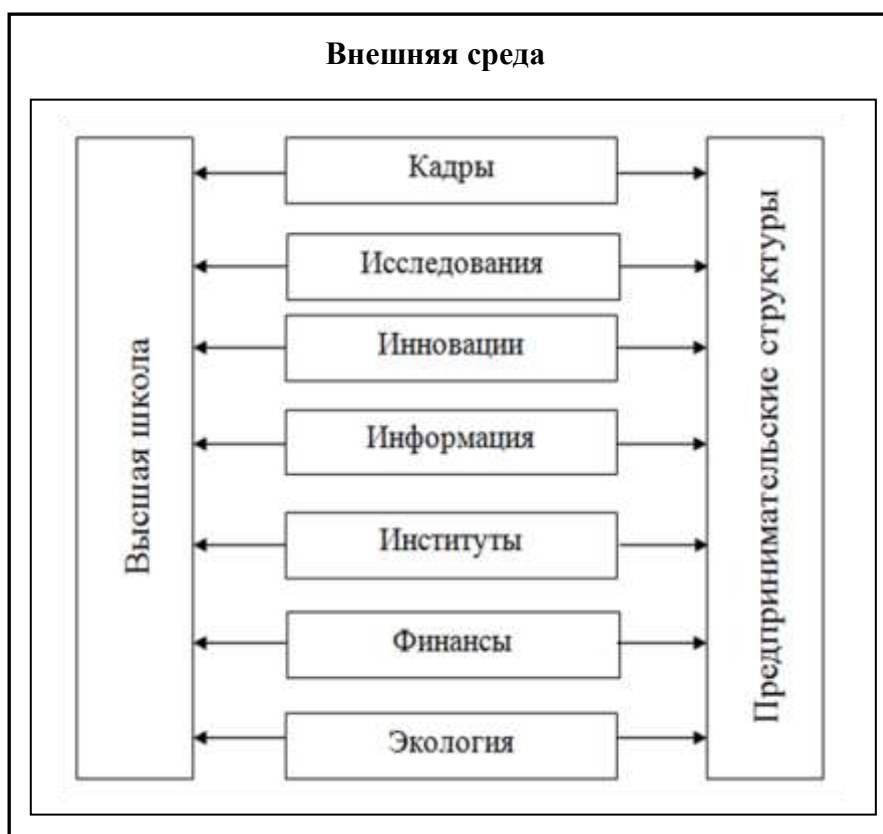 Внешняя среда
Высшая школа
Кадры
Исследования
Инновации
Информация
Институты
Финансы
Экология
Предпринимательские структуры